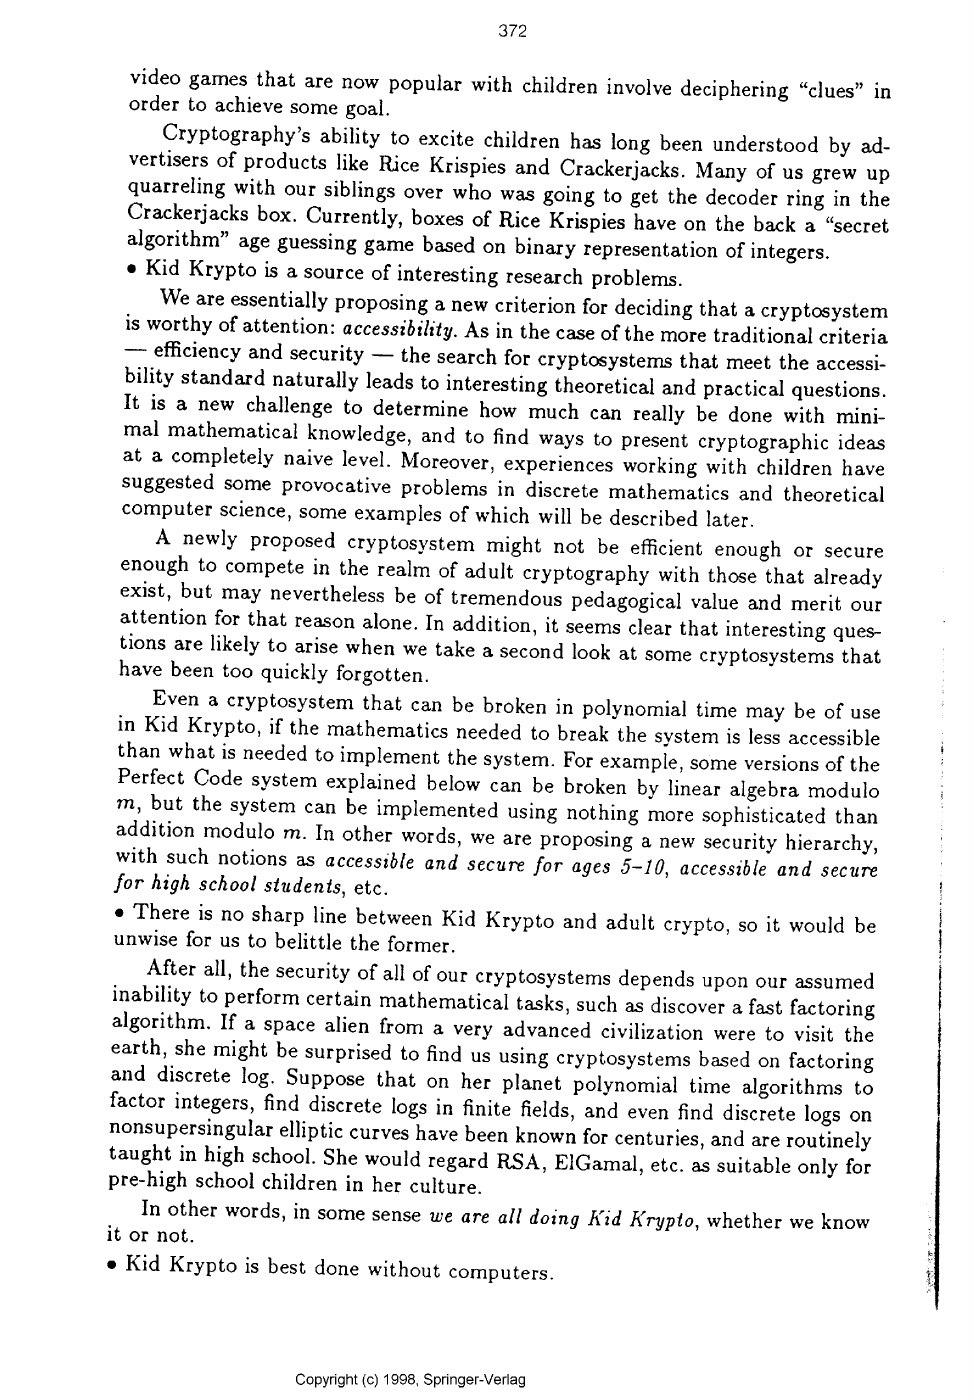 372
video games that are now popular with children involve deciphering “clues” in
order to achieve some goal.
Cryptography’s ability to excite children has long been understood by ad-
vertisers of products like Rice Krispies and Crackerjacks. Many of us grew up
quarreling with our siblings over who was going to get the decoder ring in the
Crackerjacks box. Currently, boxes of Rice Krispies have on the back a “secret
algorithm” age guessing game based on binary representation of integers.
• Kid Krypto is a source of interesting research problems.
We are essentially proposing a new criterion for deciding that a cryptosystem
is worthy of attention: accessibility. As in the case of the more traditional criteria
— efficiency and security — the search for cryptosystems that meet the accessi-
bility standard naturally leads to interesting theoretical and practical questions.
It is a new challenge to determine how much can really be done with mini-
mal mathematical knowledge, and to find ways to present cryptographic ideas
at a completely naive level. Moreover, experiences working with children have
suggested some provocative problems in discrete mathematics and theoretical
computer science, some examples of which will be described later.
A newly proposed cryptosystem might not be efficient enough or secure
enough to compete in the realm of adult cryptography with those that already
exist, but may nevertheless be of tremendous pedagogical value and merit our
attention for that reason alone. In addition, it seems clear that interesting ques-
tions are likely to arise when we take a second look at some cryptosystems that
have been too quickly forgotten.
Even a cryptosystem that can be broken in polynomial time may be of use
in Kid Krypto, if the mathematics needed to break the system is less accessible
than what is needed to implement the system. For example, some versions of the
Perfect Code system explained below can be broken by linear algebra modulo
m, but the system can be implemented using nothing more sophisticated than
addition modulo m. In other words, we are proposing a new security hierarchy,
with such notions as accessible and secure for ages 5–10, accessible and secure
for high school students, etc.
• There is no sharp line between Kid Krypto and adult crypto, so it would be
unwise for us to belittle the former.
After all, the security of all of our cryptosystems depends upon our assumed
inability to perform certain mathematical tasks, such as discover a fast factoring
algorithm. If a space alien from a very advanced civilization were to visit the
earth, she might be surprised to find us using cryptosystems based on factoring
and discrete log. Suppose that on her planet polynomial time algorithms to
factor integers, find discrete logs in finite fields, and even find discrete logs on
nonsupersingular elliptic curves have been known for centuries, and are routinely
taught in high school. She would regard RSA, ElGamal, etc. as suitable only for
pre-high school children in her culture.
In other words, in some sense we are all doing Kid Krypto, whether we know
it or not.
• Kid Krypto is best done without computers.
Copyright (c) 1998, Springer-Verlag